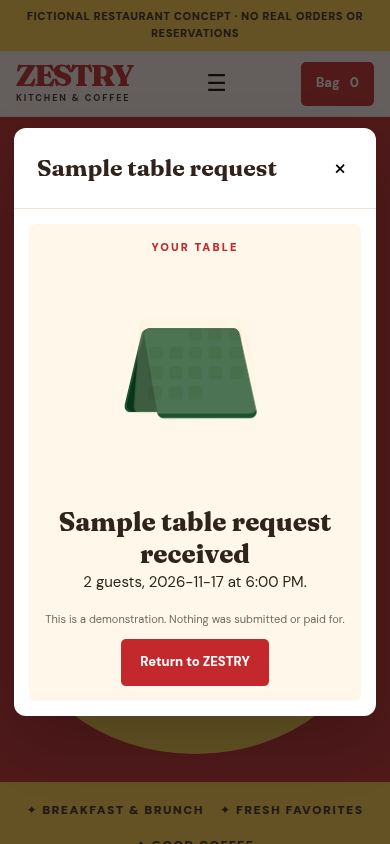 FICTIONAL RESTAURANT CONCEPT · NO REAL ORDERS OR
RESERVATIONS
ZESTRY
KITCHEN & COFFEE
Bag 0
Sample table request
×
YOUR TABLE
Sample table request
received
2 guests, 2026-11-17 at 6:00 PM.
This is a demonstration. Nothing was submitted or paid for.
Return to ZESTRY
✦ BREAKFAST & BRUNCH ✦ FRESH FAVORITES